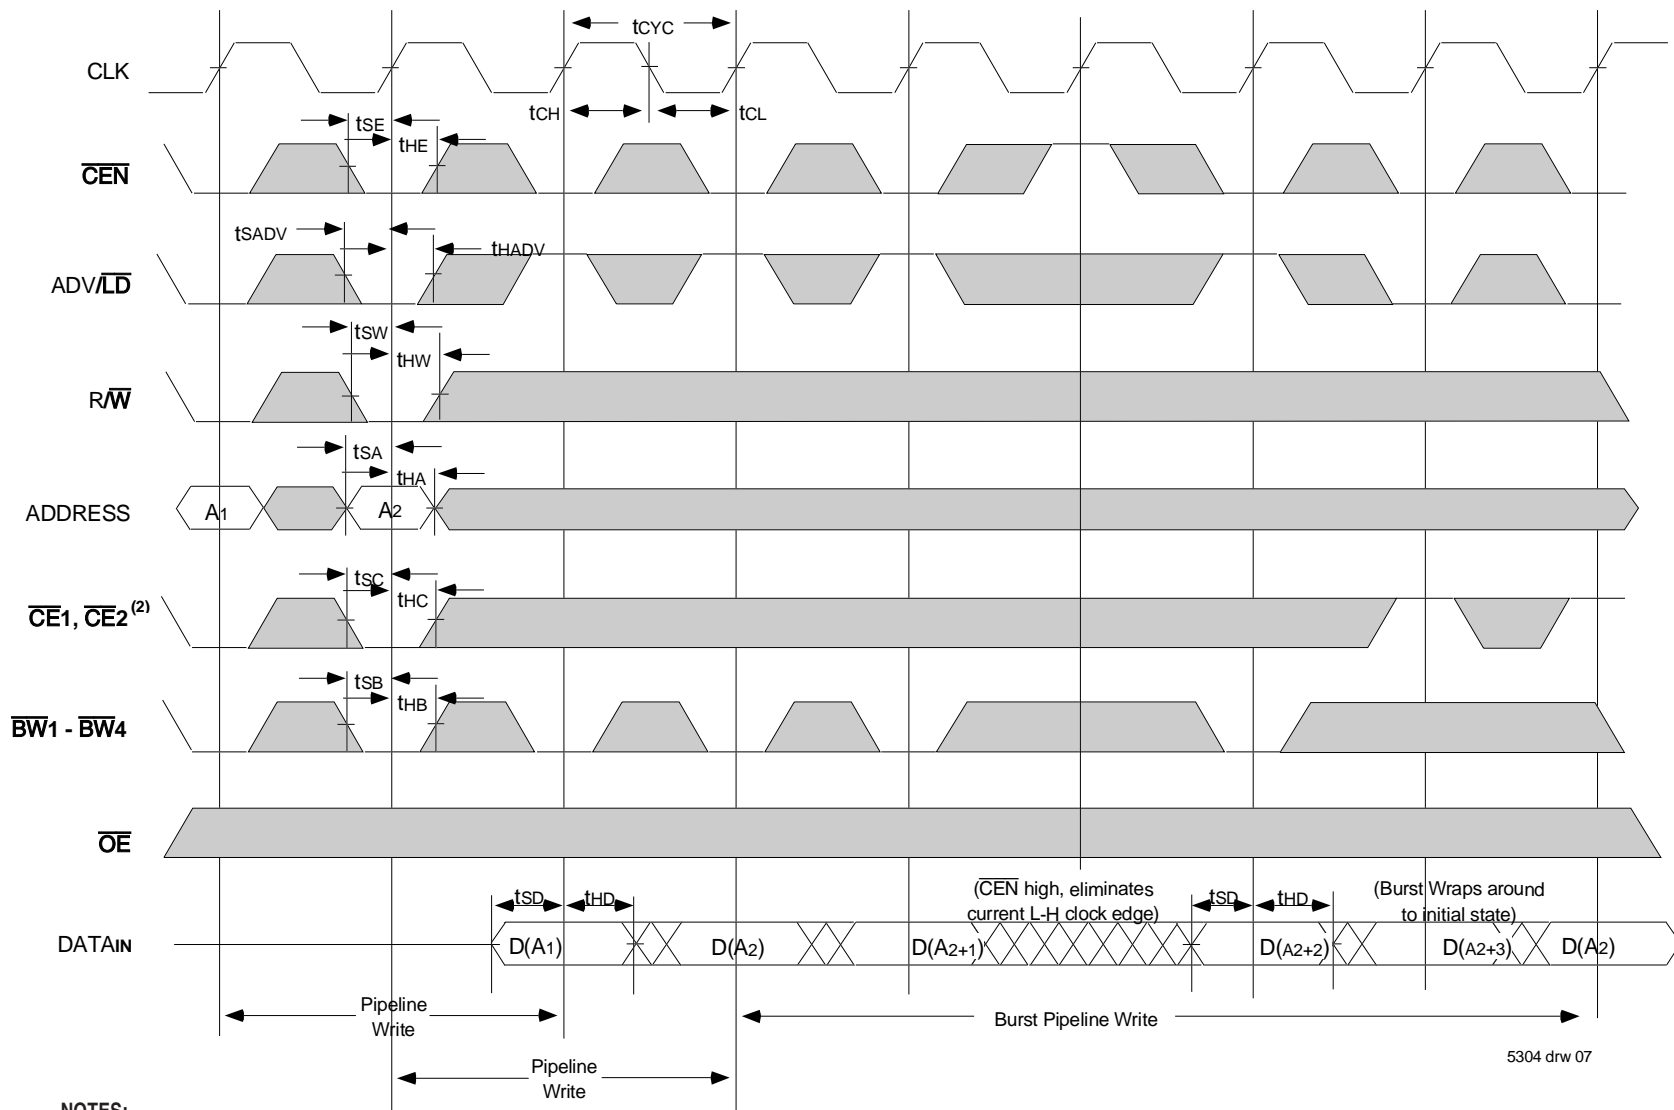 tCYC
CLK
tCH
tCL
tSE
tHE
CEN
tSADV
tHADV
ADV/LD
tSW
tHW
R/W
tSA
tHA
ADDRESS
A1
A2
tSC
tHC
CE1, CE2 (2)
tSB
tHB
BW1 - BW4
OE
(CEN high, eliminates
current L-H clock edge)
(Burst Wraps around
to initial state)
tSD
tHD
tSD
tHD
DATAIN
D(A1)
D(A2)
D(A2+1)
D(A2+2)
D(A2+3)
D(A2)
Pipeline
Write
Burst Pipeline Write
5304 drw 07
Pipeline
Write
NOTES: